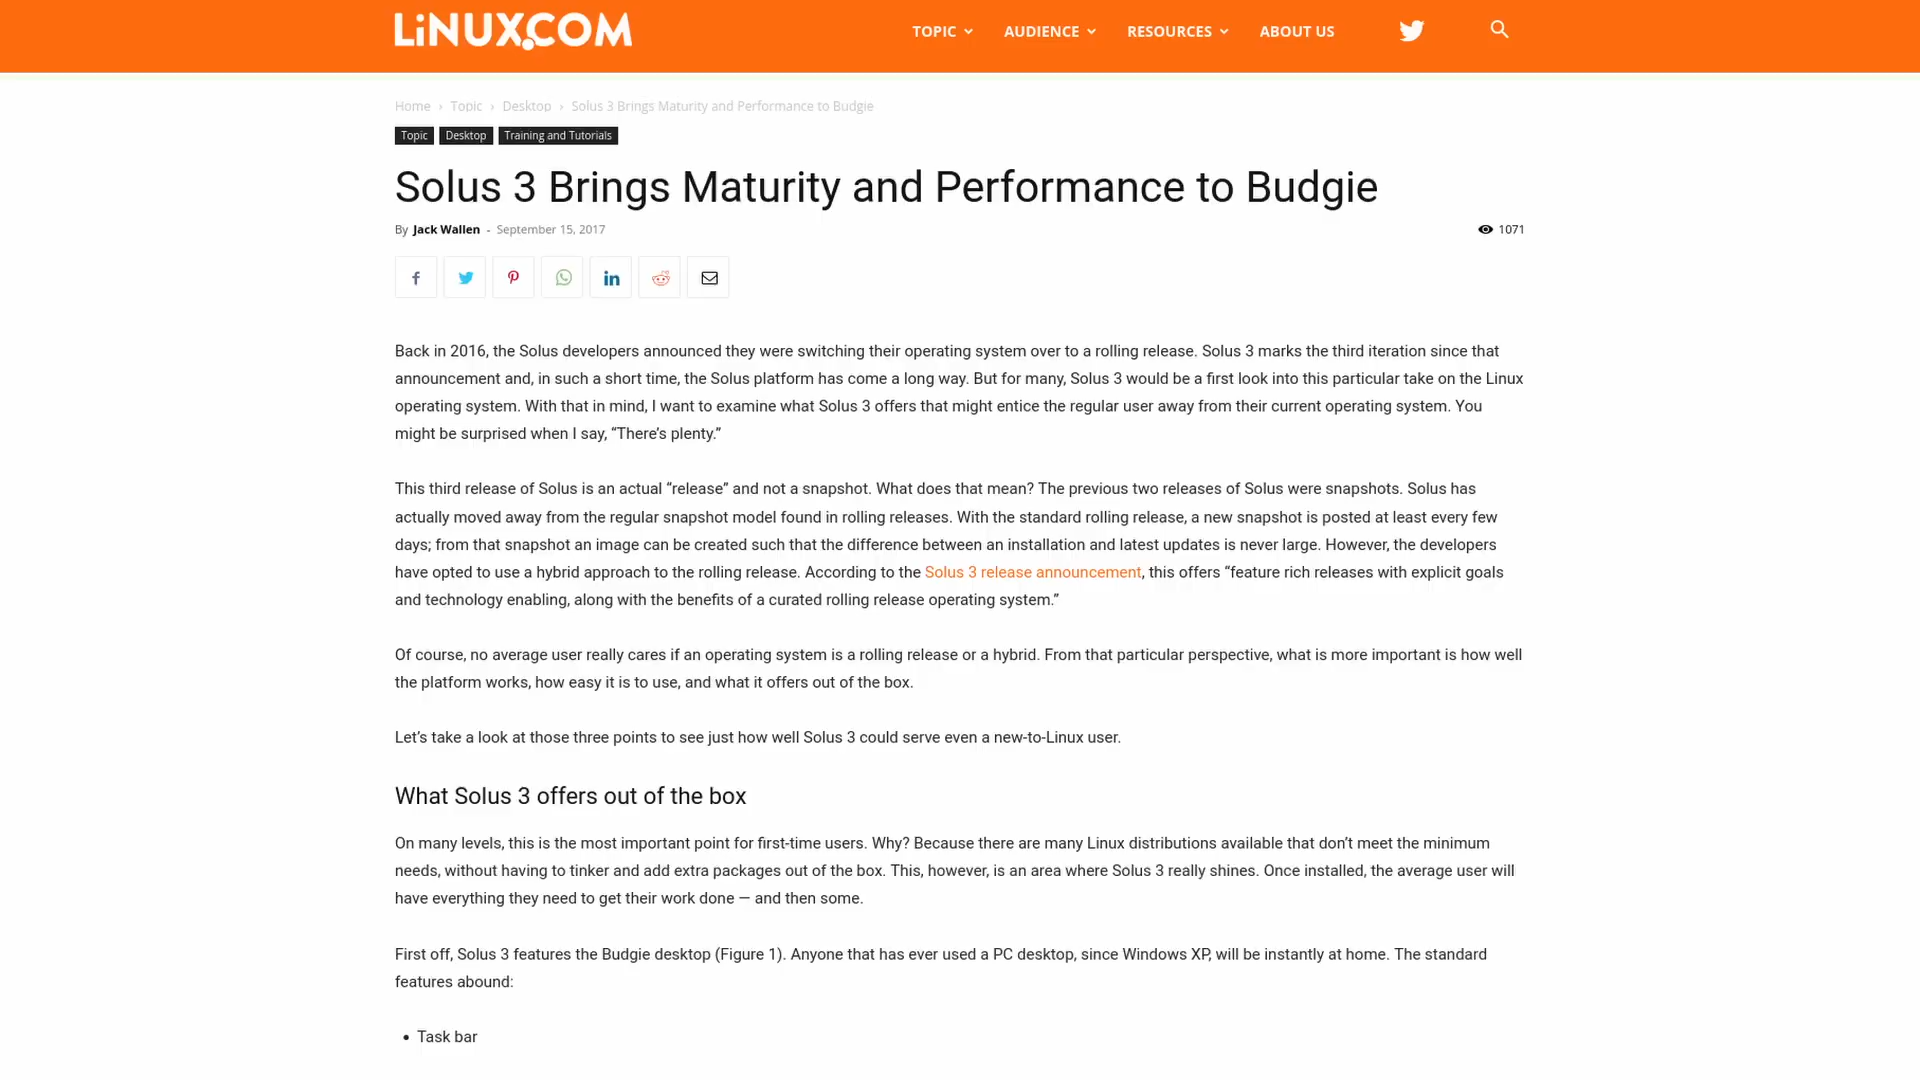 LiNUX.COM
TOPIC
AUDIENCE
RESOURCES
ABOUT US
Home › Topic › Desktop › Solus 3 Brings Maturity and Performance to Budgie
Topic
Desktop
Training and Tutorials
Solus 3 Brings Maturity and Performance to Budgie
By Jack Wallen - September 15, 2017
1071
Back in 2016, the Solus developers announced they were switching their operating system over to a rolling release. Solus 3 marks the third iteration since that
announcement and, in such a short time, the Solus platform has come a long way. But for many, Solus 3 would be a first look into this particular take on the Linux
operating system. With that in mind, I want to examine what Solus 3 offers that might entice the regular user away from their current operating system. You
might be surprised when I say, “There’s plenty.”
This third release of Solus is an actual “release” and not a snapshot. What does that mean? The previous two releases of Solus were snapshots. Solus has
actually moved away from the regular snapshot model found in rolling releases. With the standard rolling release, a new snapshot is posted at least every few
days; from that snapshot an image can be created such that the difference between an installation and latest updates is never large. However, the developers
have opted to use a hybrid approach to the rolling release. According to the Solus 3 release announcement, this offers “feature rich releases with explicit goals
and technology enabling, along with the benefits of a curated rolling release operating system.”
Of course, no average user really cares if an operating system is a rolling release or a hybrid. From that particular perspective, what is more important is how well
the platform works, how easy it is to use, and what it offers out of the box.
Let’s take a look at those three points to see just how well Solus 3 could serve even a new-to-Linux user.
What Solus 3 offers out of the box
On many levels, this is the most important point for first-time users. Why? Because there are many Linux distributions available that don’t meet the minimum
needs, without having to tinker and add extra packages out of the box. This, however, is an area where Solus 3 really shines. Once installed, the average user will
have everything they need to get their work done — and then some.
First off, Solus 3 features the Budgie desktop (Figure 1). Anyone that has ever used a PC desktop, since Windows XP, will be instantly at home. The standard
features abound:
• Task bar